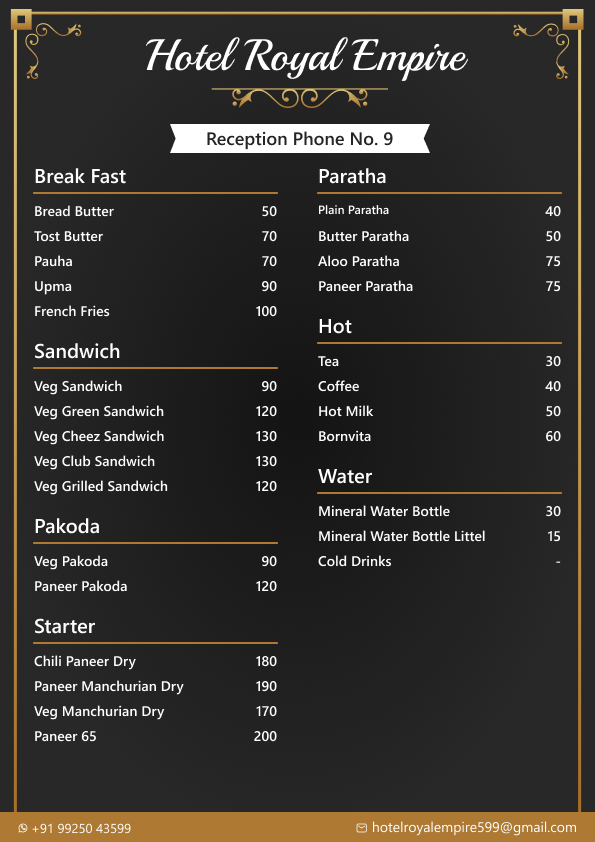 Hotel Royal Empire
Reception Phone No. 9
Break Fast
Bread Butter 50
Tost Butter 70
Pauha 70
Upma 90
French Fries 100
Sandwich
Veg Sandwich 90
Veg Green Sandwich 120
Veg Cheez Sandwich 130
Veg Club Sandwich 130
Veg Grilled Sandwich 120
Pakoda
Veg Pakoda 90
Paneer Pakoda 120
Starter
Chili Paneer Dry 180
Paneer Manchurian Dry 190
Veg Manchurian Dry 170
Paneer 65 200
Paratha
Plain Paratha 40
Butter Paratha 50
Aloo Paratha 75
Paneer Paratha 75
Hot
Tea 30
Coffee 40
Hot Milk 50
Bornvita 60
Water
Mineral Water Bottle 30
Mineral Water Bottle Littel 15
Cold Drinks -
+91 99250 43599
hotelroyalempire599@gmail.com